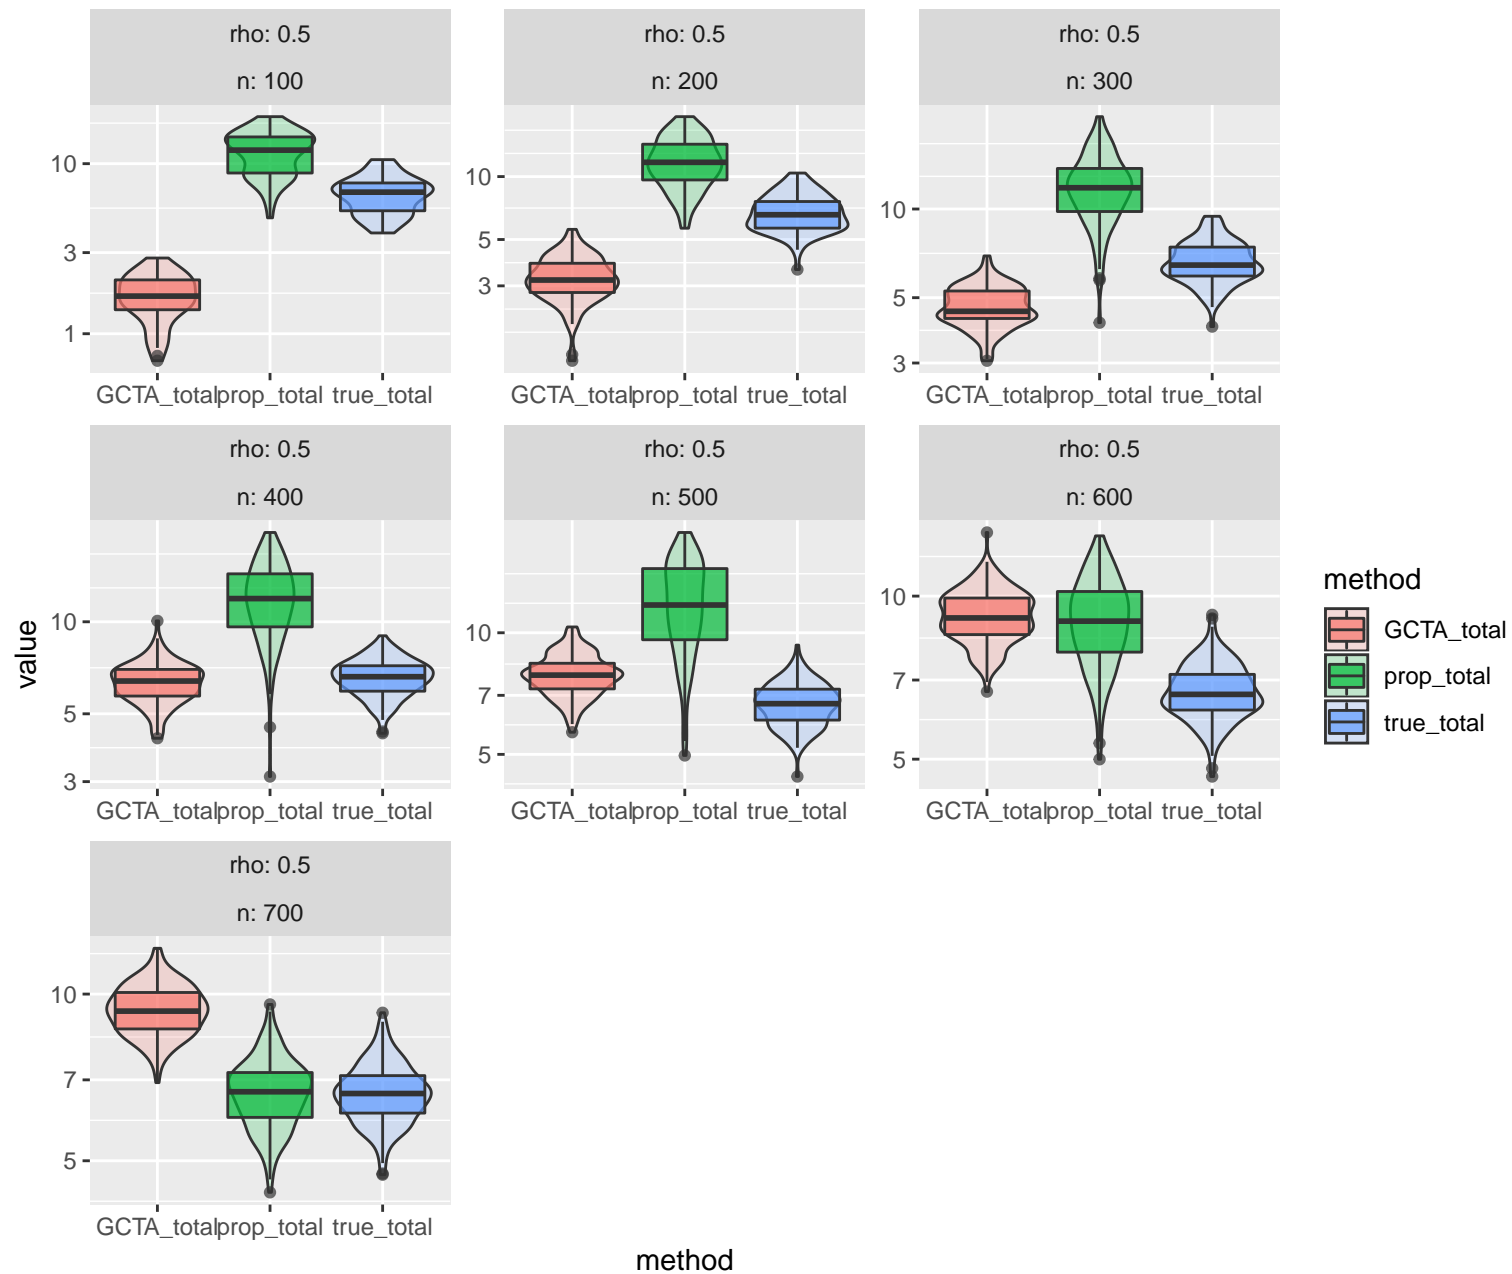 rho: 0.5
n: 100
10
3
1
GCTA_total prop_total true_total
rho: 0.5
n: 200
10
5
3
GCTA_total prop_total true_total
rho: 0.5
n: 300
10
5
3
GCTA_total prop_total true_total
value
rho: 0.5
n: 400
10
5
3
GCTA_total prop_total true_total
rho: 0.5
n: 500
10
7
5
GCTA_total prop_total true_total
rho: 0.5
n: 600
10
7
5
GCTA_total prop_total true_total
rho: 0.5
n: 700
10
7
5
GCTA_total prop_total true_total
method
method
GCTA_total
prop_total
true_total